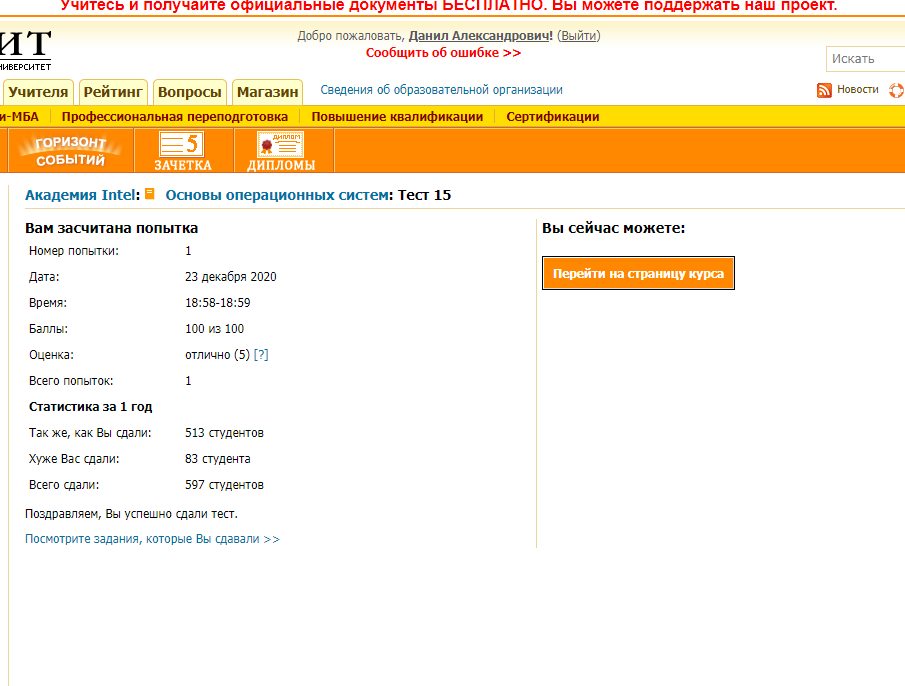 Учитесь и получайте официальные документы БЕСПЛАТНО. Вы можете поддержать наш проект.
ИТ
НИВЕРСИТЕТ
Добро пожаловать, Данил Александрович! (Выйти)
Сообщить об ошибке >>
Искать
Учителя Рейтинг Вопросы Магазин Сведения об образовательной организации Новости
и-МБА Профессиональная переподготовка Повышение квалификации Сертификации
ГОРИЗОНТ СОБЫТИЙ
5 ЗАЧЕТКА
ДИПЛОМ ДИПЛОМЫ
Академия Intel: Основы операционных систем: Тест 15
Вам засчитана попытка
Номер попытки: 1
Дата: 23 декабря 2020
Время: 18:58-18:59
Баллы: 100 из 100
Оценка: отлично (5) [?]
Всего попыток: 1
Статистика за 1 год
Так же, как Вы сдали: 513 студентов
Хуже Вас сдали: 83 студента
Всего сдали: 597 студентов
Поздравляем, Вы успешно сдали тест.
Посмотрите задания, которые Вы сдавали >>
Вы сейчас можете:
Перейти на страницу курса